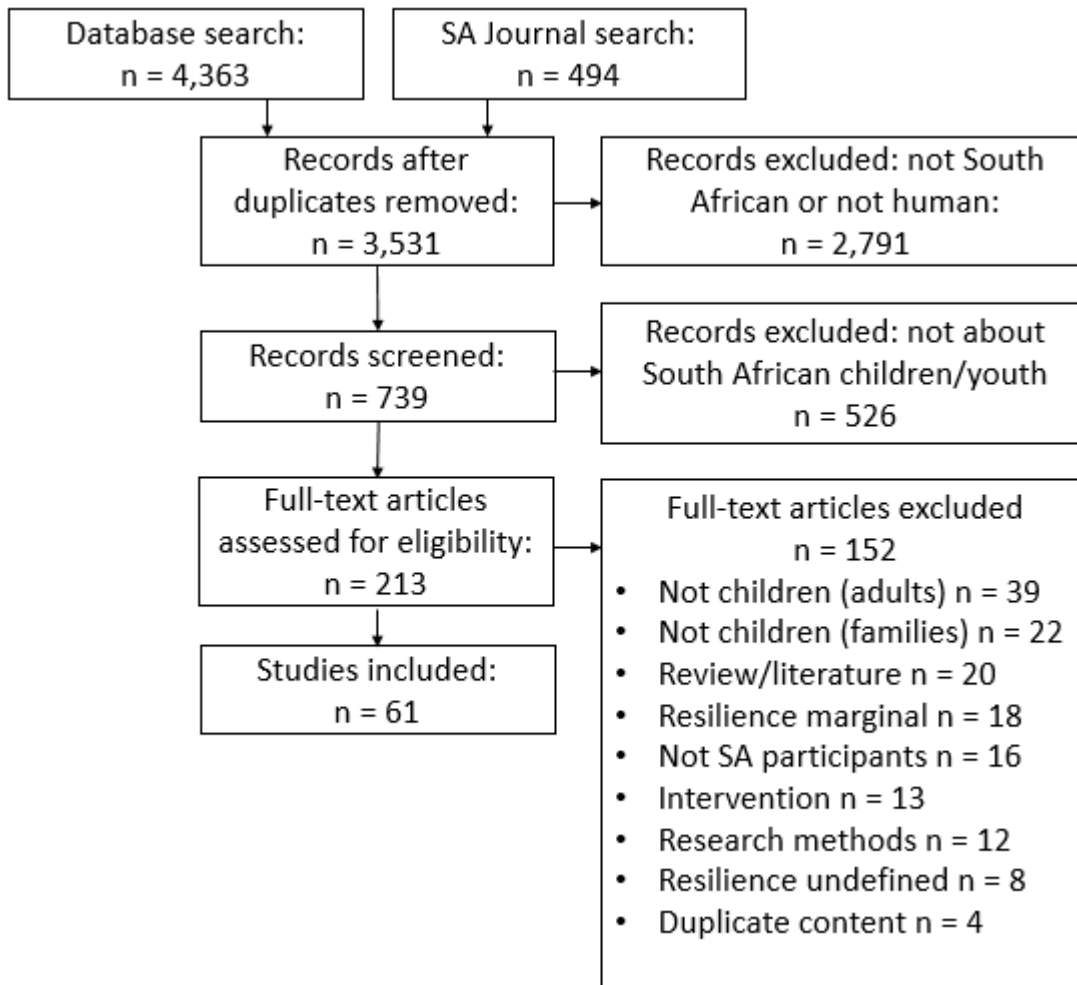 Database search:
n = 4,363
SA Journal search:
n = 494
Records after
duplicates removed:
n = 3,531
Records excluded: not South
African or not human:
n = 2,791
Records screened:
n = 739
Records excluded: not about
South African children/youth
n = 526
Full-text articles
assessed for eligibility:
n = 213
Full-text articles excluded
n = 152
• Not children (adults) n = 39
• Not children (families) n = 22
• Review/literature n = 20
• Resilience marginal n = 18
• Not SA participants n = 16
• Intervention n = 13
• Research methods n = 12
• Resilience undefined n = 8
• Duplicate content n = 4
Studies included:
n = 61